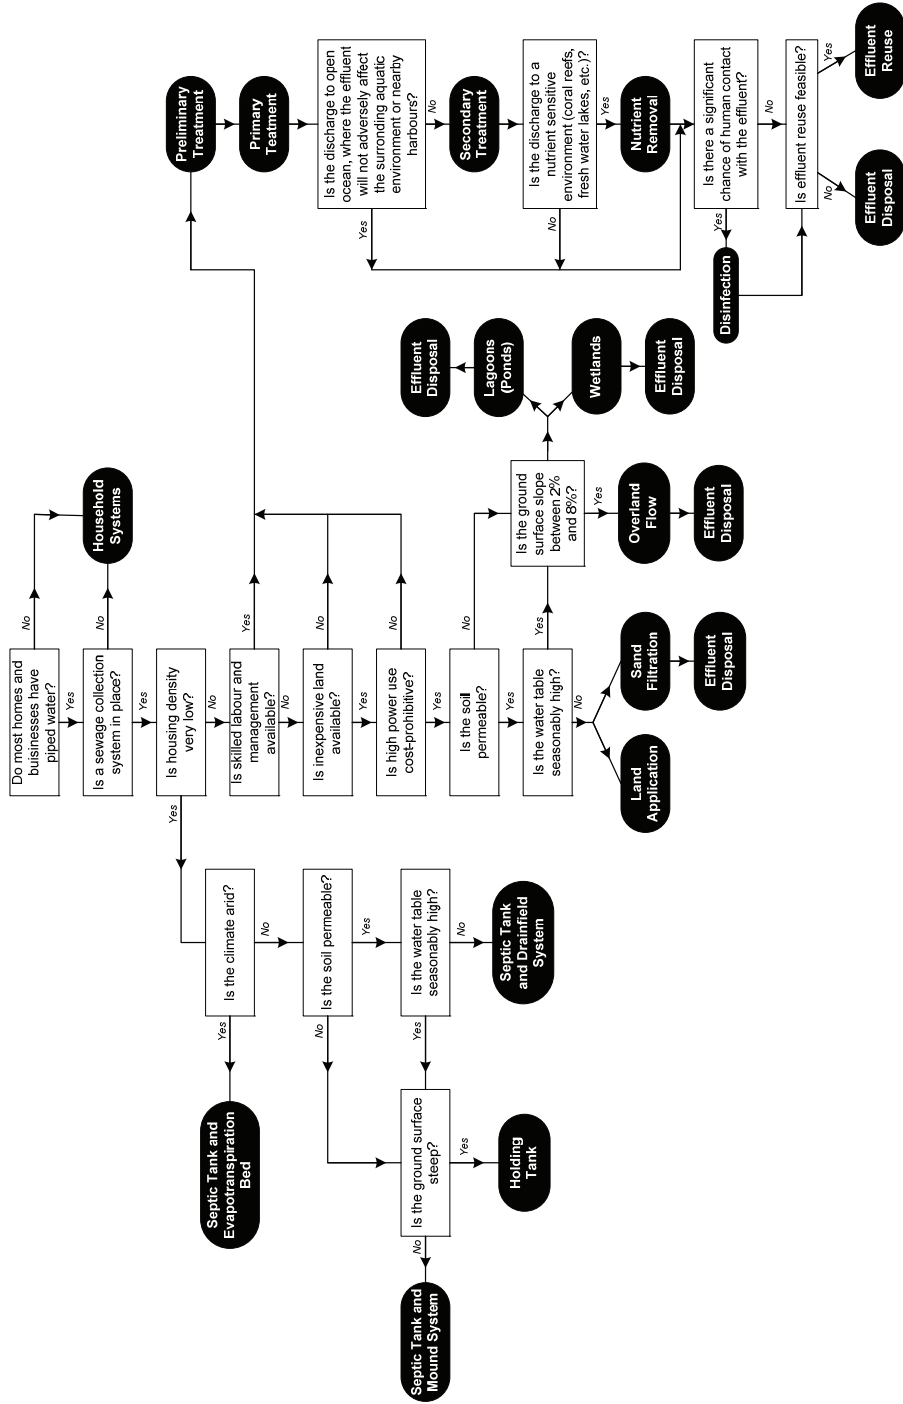 Do most homes and
buisinesses have
piped water?
No
Yes
Household
Systems
Is a sewage collection
system in place?
No
Yes
Is housing density
very low?
Yes
No
Is skilled labour and
management
available?
Yes
No
Is inexpensive land
available?
No
Yes
Is high power use
cost-prohibitive?
No
Yes
Is the soil
permeable?
No
Yes
Is the water table
seasonably high?
Yes
No
Land
Application
Sand
Filtration
Effluent
Disposal
Is the ground
surface slope
between 2%
and 8%?
Yes
Overland
Flow
Effluent
Disposal
Lagoons
(Ponds)
Effluent
Disposal
Wetlands
Effluent
Disposal
Is the climate arid?
Yes
No
Septic Tank and
Evapotranspiration
Bed
Is the soil permeable?
No
Yes
Is the water table
seasonably high?
Yes
No
Septic Tank
and Drainfield
System
Is the ground surface
steep?
No
Yes
Septic Tank and
Mound System
Holding
Tank
Preliminary
Treatment
Primary
Teatment
Is the discharge to open
ocean, where the effluent
will not adversely affect
the surronding aquatic
environment or nearby
harbours?
Yes
No
Secondary
Treatment
Is the discharge to a
nutrient sensitive
environment (coral reefs,
fresh water lakes, etc.)?
No
Yes
Nutrient
Removal
Is there a significant
chance of human contact
with the effluent?
Yes
No
Disinfection
Is effluent reuse feasible?
No
Yes
Effluent
Disposal
Effluent
Reuse